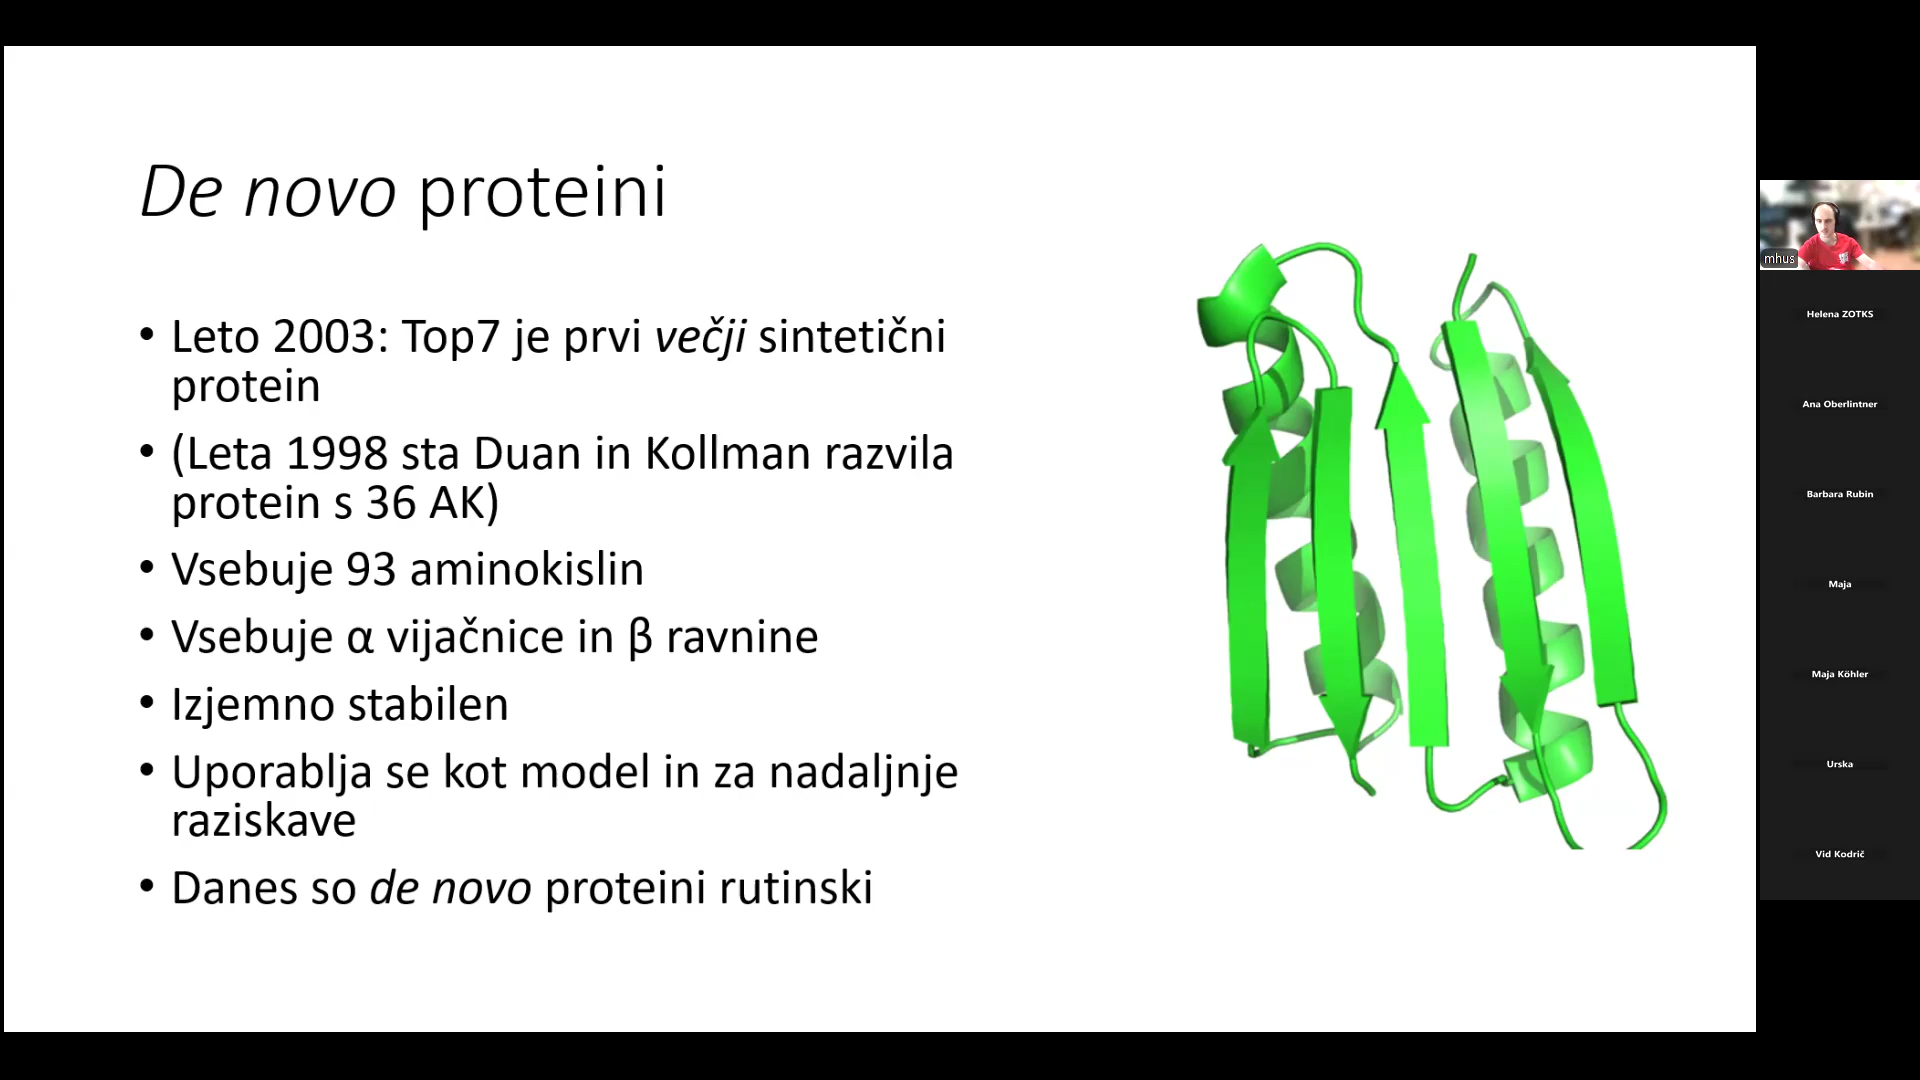 De novo proteini
• Leto 2003: Top7 je prvi večji sintetični
protein
• (Leta 1998 sta Duan in Kollman razvila
protein s 36 AK)
• Vsebuje 93 aminokislin
• Vsebuje α vijačnice in β ravnine
• Izjemno stabilen
• Uporablja se kot model in za nadaljnje
raziskave
• Danes so de novo proteini rutinski
mhus
Helena ZOTKS
Ana Oberlintner
Barbara Rubin
Maja
Maja Köhler
Urska
Vid Kodrič